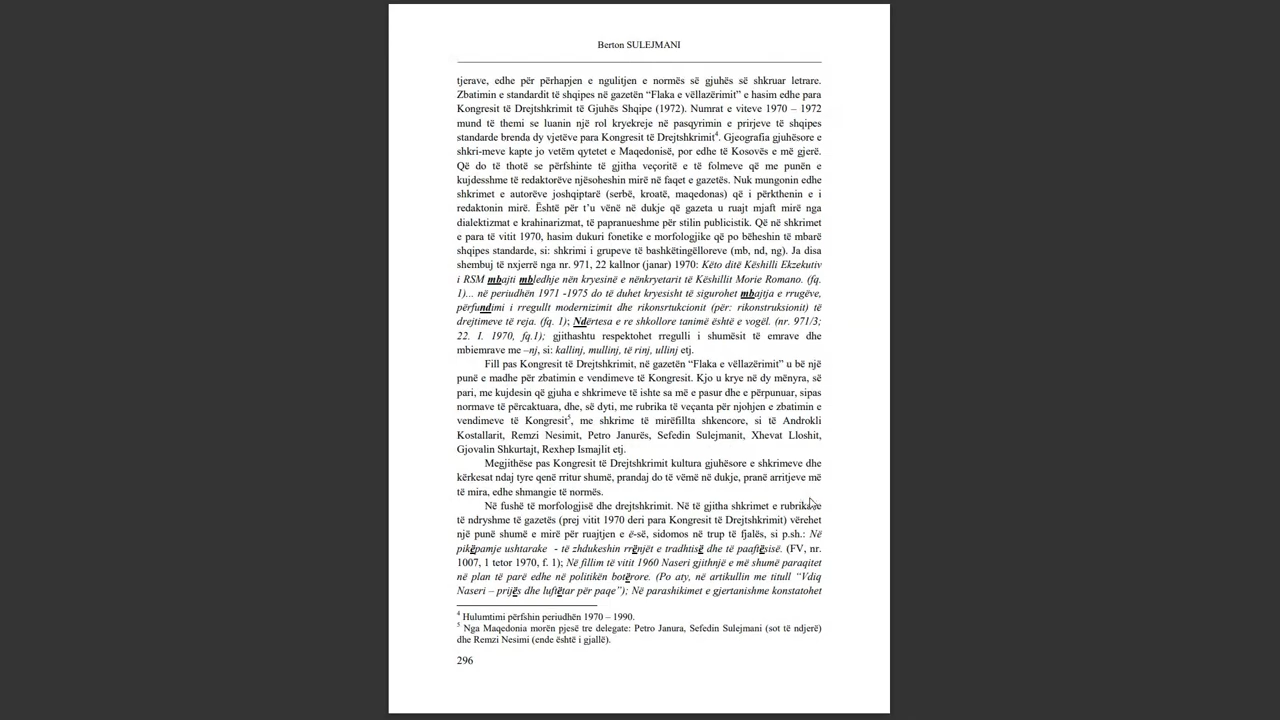 Berton SULEJMANI
tjerave, edhe për përhapjen e ngulitjen e normës së gjuhës së shkruar letrare.
Zbatimin e standardit të shqipes në gazetën “Flaka e vëllazërimit” e hasim edhe para
Kongresit të Drejtshkrimit të Gjuhës Shqipe (1972). Numrat e viteve 1970 – 1972
mund të themi se luanin një rol kryekreje në pasqyrimin e prirjeve të shqipes
standarde brenda dy vjetëve para Kongresit të Drejtshkrimit⁴. Gjeografia gjuhësore e
shkri-meve kapte jo vetëm qytetet e Maqedonisë, por edhe të Kosovës e më gjerë.
Që do të thotë se përfshinte të gjitha veçoritë e të folmeve që me punën e
kujdesshme të redaktorëve njësoheshin mirë në faqet e gazetës. Nuk mungonin edhe
shkrimet e autorëve joshqiptarë (serbë, kroatë, maqedonas) që i përkthenin e i
redaktonin mirë. Është për t’u vënë në dukje që gazeta u ruajt mjaft mirë nga
dialektizmat e krahinarizmat, të papranueshme për stilin publicistik. Që në shkrimet
e para të vitit 1970, hasim dukuri fonetike e morfologjike që po bëheshin të mbarë
shqipes standarde, si: shkrimi i grupeve të bashkëtingëlloreve (mb, nd, ng). Ja disa
shembuj të nxjerrë nga nr. 971, 22 kallnor (janar) 1970: Këto ditë Këshilli Ekzekutiv
i RSM mbajti mbledhje nën kryesinë e nënkryetarit të Këshillit Morie Romano. (fq.
1)... në periudhën 1971 -1975 do të duhet kryesisht të sigurohet mbajtja e rrugëve,
përfundimi i rregullt modernizimit dhe rikonsrtukcionit (për: rikonstruksionit) të
drejtimeve të reja. (fq. 1); Ndërtesa e re shkollore tanimë është e vogël. (nr. 971/3;
22. I. 1970, fq.1); gjithashtu respektohet rregulli i shumësit të emrave dhe
mbiemrave me –nj, si: kallinj, mullinj, të rinj, ullinj etj.
Fill pas Kongresit të Drejtshkrimit, në gazetën “Flaka e vëllazërimit” u bë një
punë e madhe për zbatimin e vendimeve të Kongresit. Kjo u krye në dy mënyra, së
pari, me kujdesin që gjuha e shkrimeve të ishte sa më e pasur dhe e përpunuar, sipas
normave të përcaktuara, dhe, së dyti, me rubrika të veçanta për njohjen e zbatimin e
vendimeve të Kongresit⁵, me shkrime të mirëfillta shkencore, si të Androkli
Kostallarit, Remzi Nesimit, Petro Janurës, Sefedin Sulejmanit, Xhevat Lloshit,
Gjovalin Shkurtajt, Rexhep Ismajlit etj.
Megjithëse pas Kongresit të Drejtshkrimit kultura gjuhësore e shkrimeve dhe
kërkesat ndaj tyre qenë rritur shumë, prandaj do të vëmë në dukje, pranë arritjeve më
të mira, edhe shmangie të normës.
Në fushë të morfologjisë dhe drejtshkrimit. Në të gjitha shkrimet e rubrikave
të ndryshme të gazetës (prej vitit 1970 deri para Kongresit të Drejtshkrimit) vërehet
një punë shumë e mirë për ruajtjen e ë-së, sidomos në trup të fjalës, si p.sh.: Në
pikëpamje ushtarake - të zhdukeshin rrënjët e tradhtisë dhe të paaftësisë. (FV, nr.
1007, 1 tetor 1970, f. 1); Në fillim të vitit 1960 Naseri gjithnjë e më shumë paraqitet
në plan të parë edhe në politikën botërore. (Po aty, në artikullin me titull “Vdiq
Naseri – prijës dhe luftëtar për paqe”); Në parashikimet e gjertanishme konstatohet
⁴ Hulumtimi përfshin periudhën 1970 – 1990.
⁵ Nga Maqedonia morën pjesë tre delegate: Petro Janura, Sefedin Sulejmani (sot të ndjerë)
dhe Remzi Nesimi (ende është i gjallë).
296